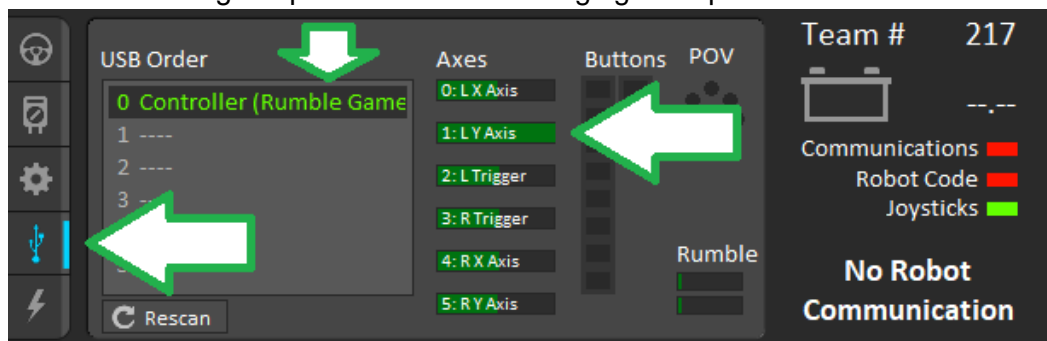 USB Order
0 Controller (Rumble Game
1 ----
2 ----
3
Rescan
Axes
0: L X Axis
1: L Y Axis
2: L Trigger
3: R Trigger
4: R X Axis
5: R Y Axis
Buttons
POV
Rumble
Team # 217
--.--
Communications
Robot Code
Joysticks
No Robot
Communication